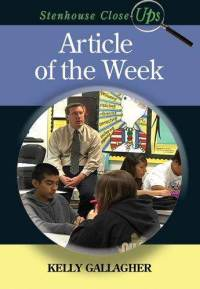 Stenhouse Close-Ups
Article
of the Week
KELLY GALLAGHER